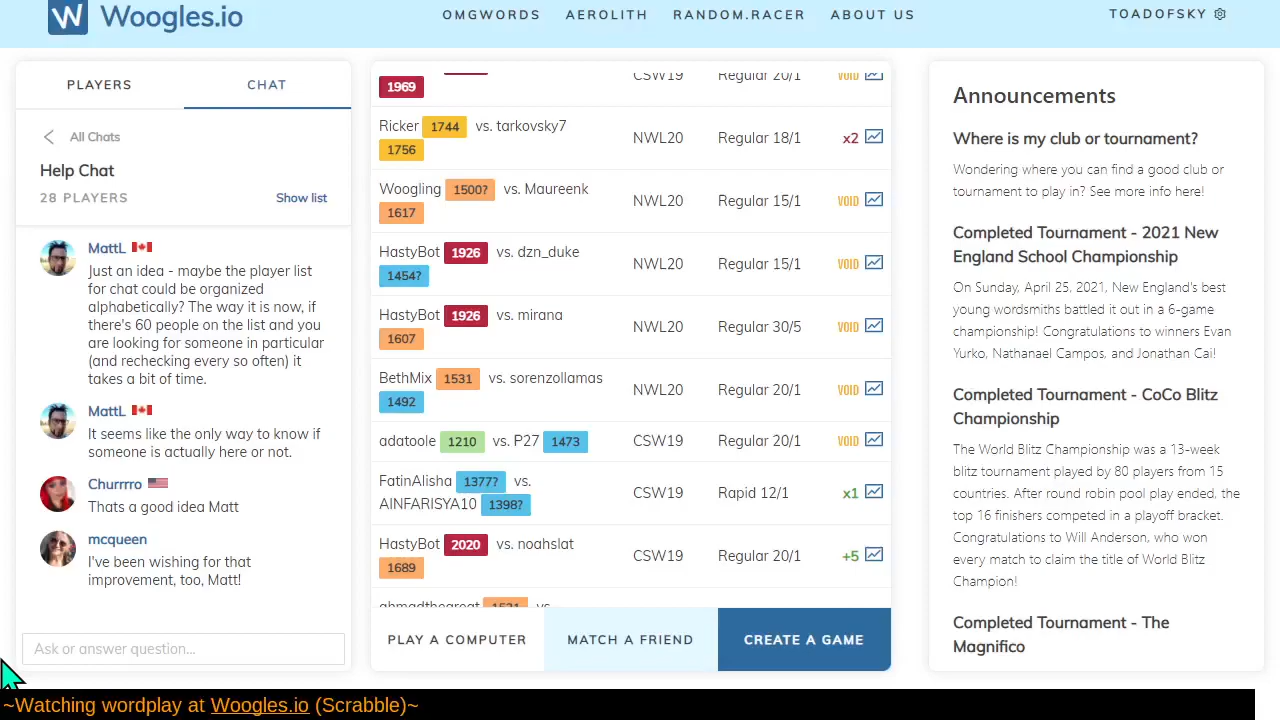 W Woogles.io
OMGWORDS AEROLITH RANDOM.RACER ABOUT US
TOADOFSKY
PLAYERS CHAT
All Chats
Help Chat
28 PLAYERS Show list
MattL
Just an idea - maybe the player list
for chat could be organized
alphabetically? The way it is now, if
there's 60 people on the list and you
are looking for someone in particular
(and rechecking every so often) it
takes a bit of time.
MattL
It seems like the only way to know if
someone is actually here or not.
Churrrro
Thats a good idea Matt
mcqueen
I've been wishing for that
improvement, too, Matt!
Ask or answer question...
1969 CSW19 Regular 20/1 VOID
Ricker 1744 vs. tarkovsky7
1756
NWL20 Regular 18/1 x2
Woogling 1500? vs. Maureenk
1617
NWL20 Regular 15/1 VOID
HastyBot 1926 vs. dzn_duke
1454?
NWL20 Regular 15/1 VOID
HastyBot 1926 vs. mirana
1607
NWL20 Regular 30/5 VOID
BethMix 1531 vs. sorenzollamas
1492
NWL20 Regular 20/1 VOID
adatoole 1210 vs. P27 1473 CSW19 Regular 20/1 VOID
FatinAlisha 1377? vs.
AINFARISYA10 1398?
CSW19 Rapid 12/1 x1
HastyBot 2020 vs. noahslat
1689
CSW19 Regular 20/1 +5
ahmadthegreat 1531 vs.
PLAY A COMPUTER MATCH A FRIEND CREATE A GAME
Announcements
Where is my club or tournament?
Wondering where you can find a good club or
tournament to play in? See more info here!
Completed Tournament - 2021 New
England School Championship
On Sunday, April 25. 2021, New England's best
young wordsmiths battled it out in a 6-game
championship! Congratulations to winners Evan
Yurko, Nathanael Campos, and Jonathan Cai!
Completed Tournament - CoCo Blitz
Championship
The World Blitz Championship was a 13-week
blitz tournament played by 80 players from 15
countries. After round robin pool play ended, the
top 16 finishers competed in a playoff bracket.
Congratulations to Will Anderson, who won
every match to claim the title of World Blitz
Champion!
Completed Tournament - The
Magnifico
~Watching wordplay at Woogles.io (Scrabble)~